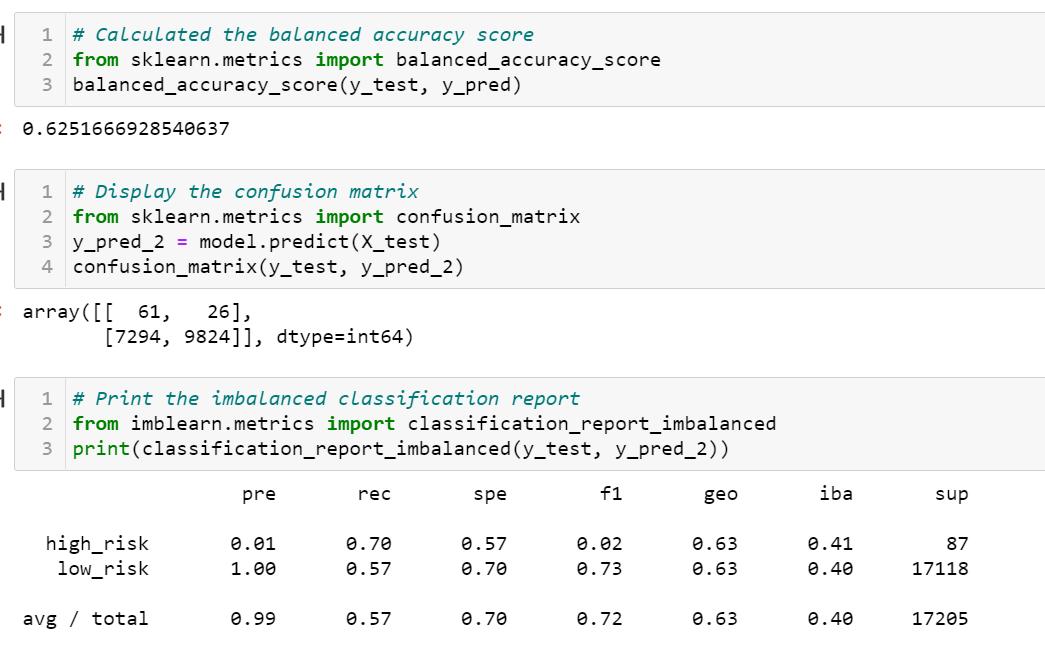 1 # Calculated the balanced accuracy score
2 from sklearn.metrics import balanced_accuracy_score
3 balanced_accuracy_score(y_test, y_pred)
0.6251666928540637
1 # Display the confusion matrix
2 from sklearn.metrics import confusion_matrix
3 y_pred_2 = model.predict(X_test)
4 confusion_matrix(y_test, y_pred_2)
array([[  61,   26],
       [7294, 9824]], dtype=int64)
1 # Print the imbalanced classification report
2 from imblearn.metrics import classification_report_imbalanced
3 print(classification_report_imbalanced(y_test, y_pred_2))
pre rec spe f1 geo iba sup
high_risk 0.01 0.70 0.57 0.02 0.63 0.41 87
low_risk 1.00 0.57 0.70 0.73 0.63 0.40 17118
avg / total 0.99 0.57 0.70 0.72 0.63 0.40 17205